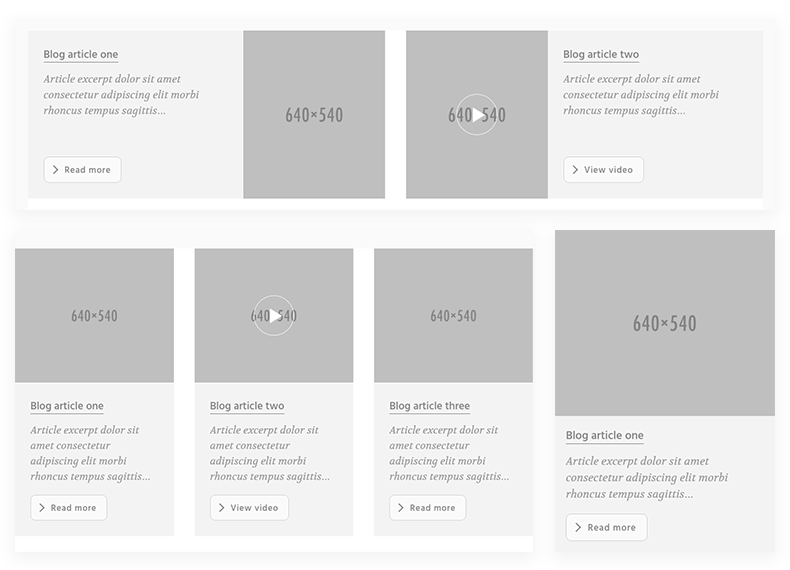 Blog article one
Article excerpt dolor sit amet
consectetur adipiscing elit morbi
rhoncus tempus sagittis...
Read more
640×540
640×540
Blog article two
Article excerpt dolor sit amet
consectetur adipiscing elit morbi
rhoncus tempus sagittis...
View video
640×540
Blog article one
Article excerpt dolor sit
amet consectetur
adipiscing elit morbi
rhoncus tempus sagittis...
Read more
640×540
Blog article two
Article excerpt dolor sit
amet consectetur
adipiscing elit morbi
rhoncus tempus sagittis...
View video
640×540
Blog article three
Article excerpt dolor sit
amet consectetur
adipiscing elit morbi
rhoncus tempus sagittis...
Read more
640×540
Blog article one
Article excerpt dolor sit amet
consectetur adipiscing elit morbi
rhoncus tempus sagittis...
Read more